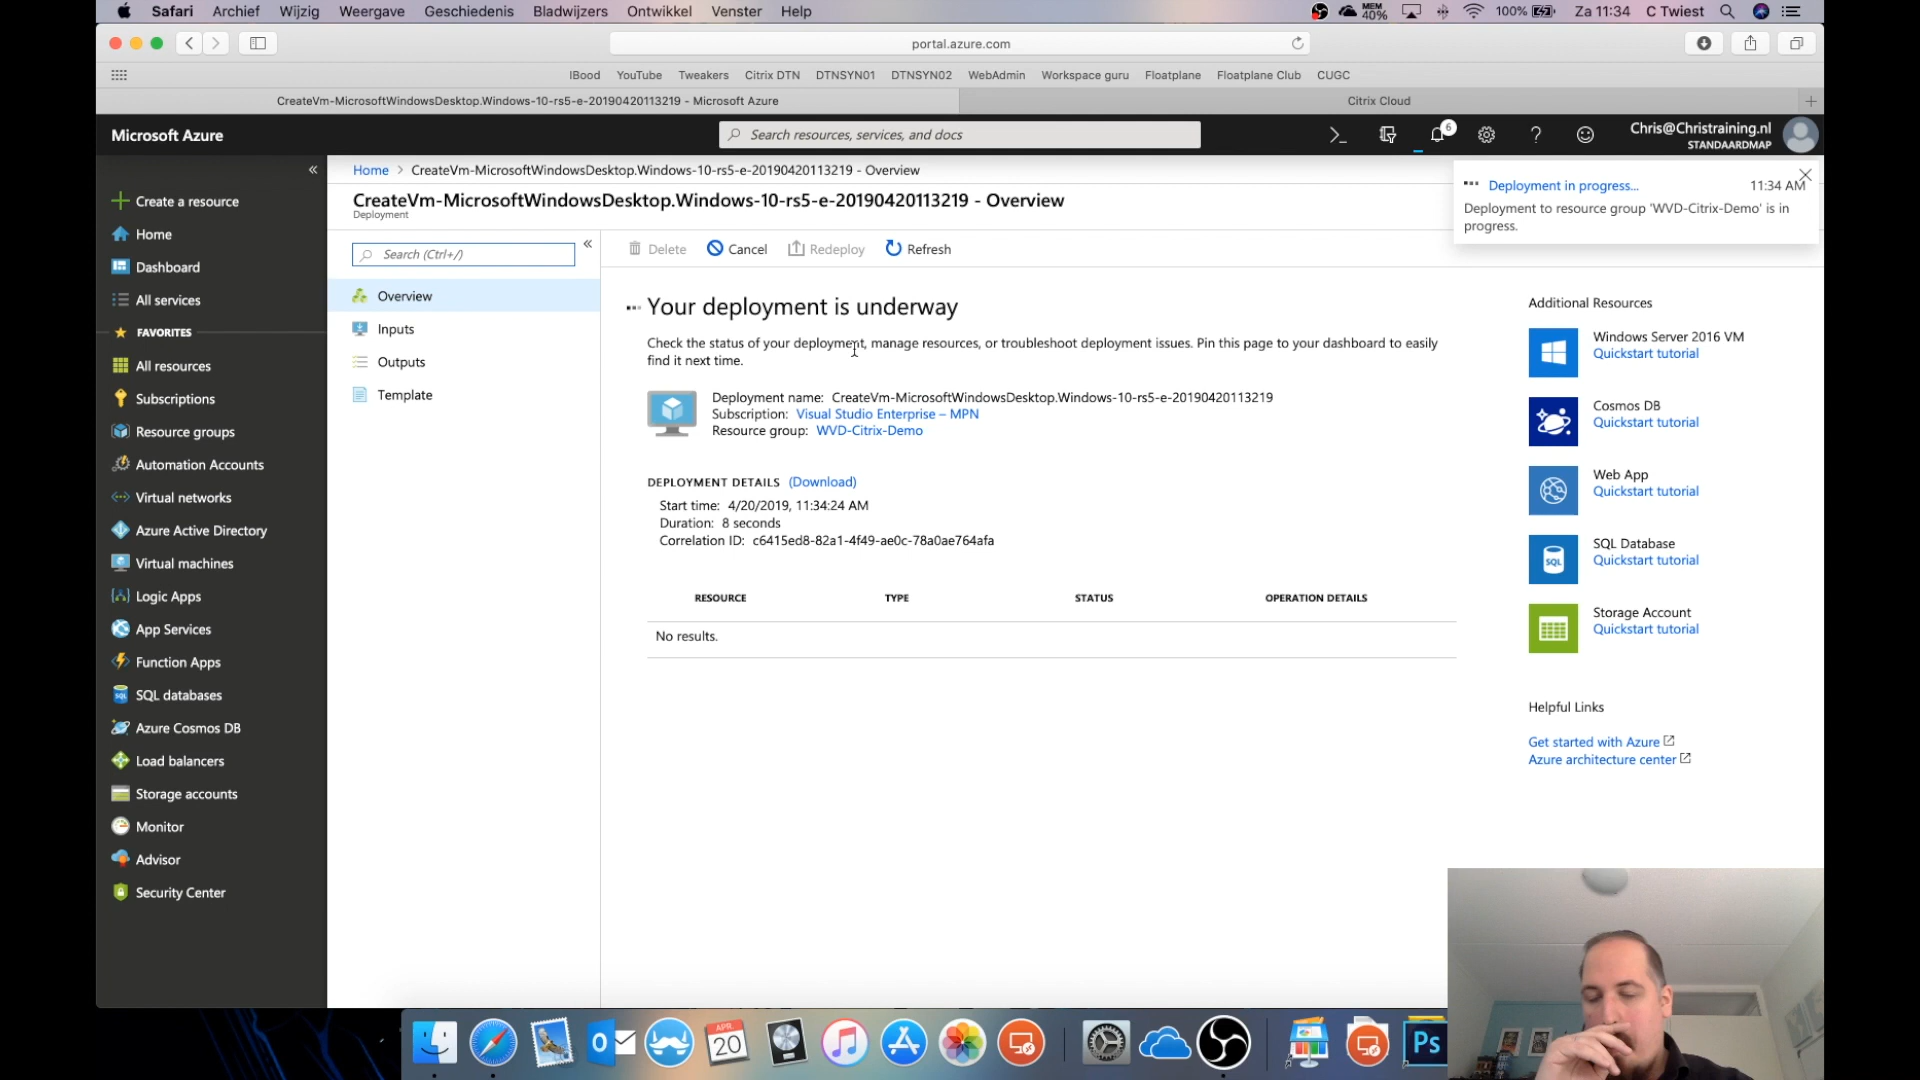 Safari Archief Wijzig Weergave Geschiedenis Bladwijzers Ontwikkel Venster Help MEM 40% 100% Za 11:34 C Twiest
portal.azure.com
IBood YouTube Tweakers Citrix DTN DTNSYN01 DTNSYN02 WebAdmin Workspace guru Floatplane Floatplane Club CUGC
CreateVm-MicrosoftWindowsDesktop.Windows-10-rs5-e-20190420113219 - Microsoft Azure Citrix Cloud
Microsoft Azure
Search resources, services, and docs
6
Chris@Christraining.nl
STANDAARDMAP
Home > CreateVm-MicrosoftWindowsDesktop.Windows-10-rs5-e-20190420113219 - Overview
CreateVm-MicrosoftWindowsDesktop.Windows-10-rs5-e-20190420113219 - Overview
Deployment
Deployment in progress... 11:34 AM
Deployment to resource group 'WVD-Citrix-Demo' is in
progress.
Create a resource
Home
Dashboard
All services
FAVORITES
All resources
Subscriptions
Resource groups
Automation Accounts
Virtual networks
Azure Active Directory
Virtual machines
Logic Apps
App Services
Function Apps
SQL databases
Azure Cosmos DB
Load balancers
Storage accounts
Monitor
Advisor
Security Center
Search (Ctrl+/)
Overview
Inputs
Outputs
Template
Delete Cancel Redeploy Refresh
Your deployment is underway
Check the status of your deployment, manage resources, or troubleshoot deployment issues. Pin this page to your dashboard to easily
find it next time.
Deployment name: CreateVm-MicrosoftWindowsDesktop.Windows-10-rs5-e-20190420113219
Subscription: Visual Studio Enterprise – MPN
Resource group: WVD-Citrix-Demo
DEPLOYMENT DETAILS (Download)
Start time: 4/20/2019, 11:34:24 AM
Duration: 8 seconds
Correlation ID: c6415ed8-82a1-4f49-ae0c-78a0ae764afa
RESOURCE TYPE STATUS OPERATION DETAILS
No results.
Additional Resources
Windows Server 2016 VM
Quickstart tutorial
Cosmos DB
Quickstart tutorial
Web App
Quickstart tutorial
SQL
SQL Database
Quickstart tutorial
Storage Account
Quickstart tutorial
Helpful Links
Get started with Azure
Azure architecture center
APR.
20
Ps